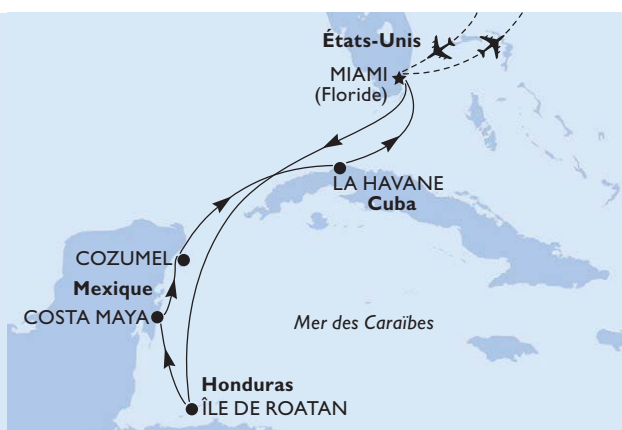 États-Unis
MIAMI
(Floride)
LA HAVANE
Cuba
COZUMEL
Mexique
COSTA MAYA
Mer des Caraïbes
Honduras
ÎLE DE ROATAN